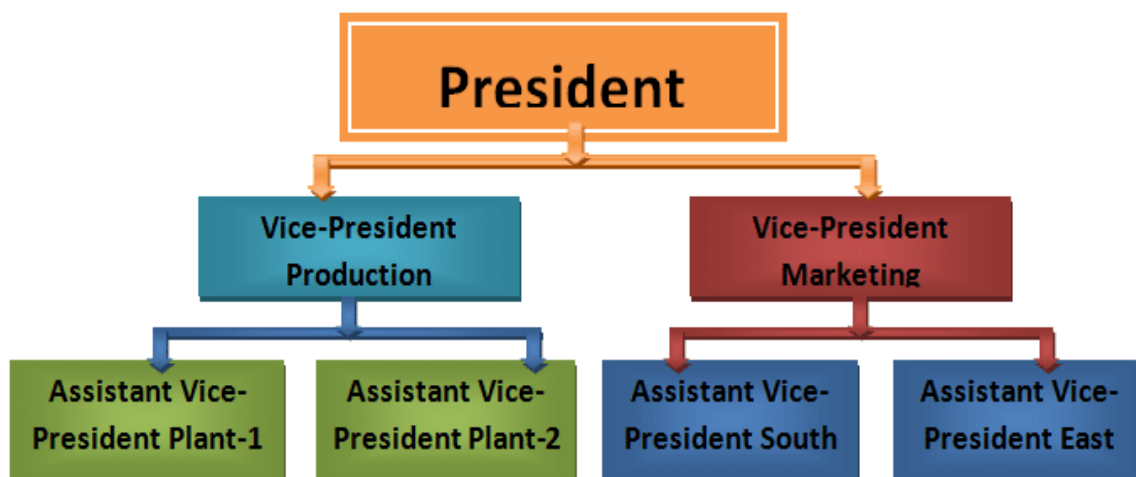 President
Vice-President
Production
Vice-President
Marketing
Assistant Vice-
President Plant-1
Assistant Vice-
President Plant-2
Assistant Vice-
President South
Assistant Vice-
President East